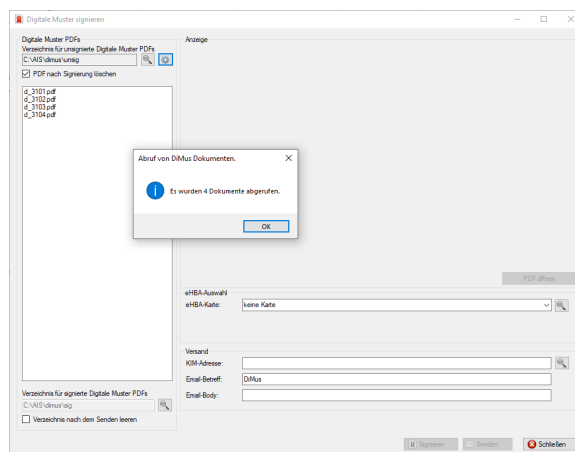 Digitale Muster signieren
Digitale Muster PDFs
Verzeichnis für unsignierte Digitale Muster PDFs
C:\AIS\dimus\unsig
PDF nach Signierung löschen
d_3101.pdf
d_3102.pdf
d_3103.pdf
d_3104.pdf
Verzeichnis für signierte Digitale Muster PDFs
C:\AIS\dimus\sig
Verzeichnis nach dem Senden leeren
Anzeige
Abruf von DiMus Dokumenten.
Es wurden 4 Dokumente abgerufen.
OK
PDF öffnen
eHBA-Auswahl
eHBA-Karte:
keine Karte
Versand
KIM-Adresse:
Email-Betreff:
DiMus
Email-Body:
Signieren
Senden
Schließen